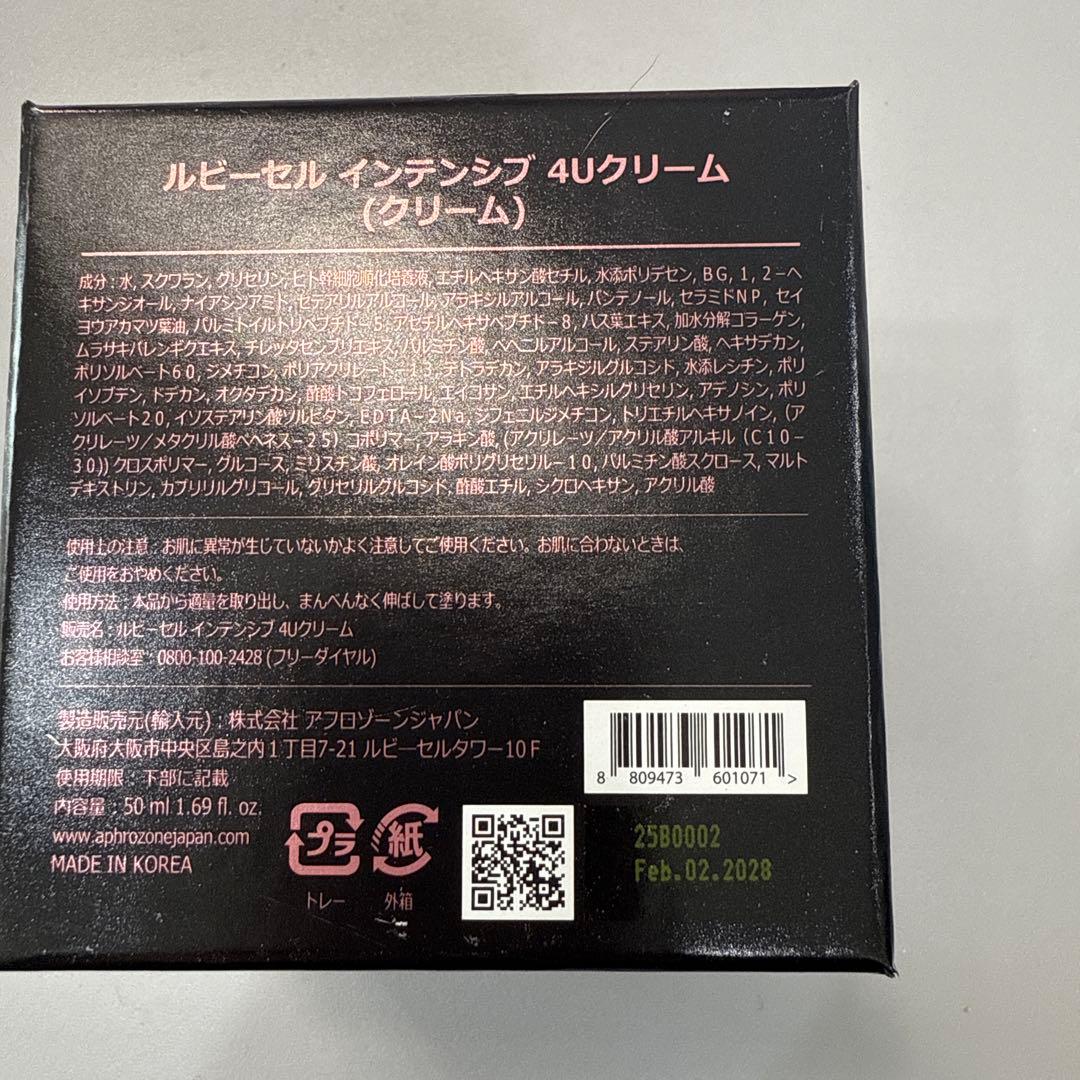 ルビーセル インテンシブ 4Uクリーム
(クリーム)
成分 : 水, スクワラン, グリセリン, ヒト幹細胞順化培養液, エチルヘキサン酸セチル, 水添ポリデセン, BG, 1, 2-ヘ
キサンジオール, ナイアシンアミド, セテアリルアルコール, アラキジルアルコール, パンテノール, セラミドNP, セイ
ヨウアカマツ葉油, パルミトイルトリペプチド-5, アセチルヘキサペプチド-8, ハス葉エキス, 加水分解コラーゲン,
ムラサキバレンギクエキス, チレッタセンブリエキス, パルミチン酸, ベヘニルアルコール, ステアリン酸, ヘキサデカン,
ポリソルベート60, ジメチコン, ポリアクリレート-13, テトラデカン, アラキジルグルコシド, 水添レシチン, ポリ
イソブテン, ドデカン, オクタデカン, 酢酸トコフェロール, エイコサン, エチルヘキシルグリセリン, アデノシン, ポリ
ソルベート20, イソステアリン酸ソルビタン, EDTA-2Na, ジフェニルジメチコン, トリエチルヘキサノイン, (ア
クリレーツ/メタクリル酸ベヘネス-25) コポリマー, アラキン酸, (アクリレーツ/アクリル酸アルキル (C10-
30)) クロスポリマー, グルコース, ミリスチン酸, オレイン酸ポリグリセリル-10, パルミチン酸スクロース, マルト
デキストリン, カプリリルグリコール, グリセリルグルコシド, 酢酸エチル, シクロヘキサン, アクリル酸
使用上の注意 : お肌に異常が生じていないかよく注意してご使用ください。お肌に合わないときは、
ご使用をおやめください。
使用方法 : 本品から適量を取り出し、まんべんなく伸ばして塗ります。
販売名 : ルビーセル インテンシブ 4Uクリーム
お客様相談室 : 0800-100-2428 (フリーダイヤル)
製造販売元(輸入元) : 株式会社 アフロゾーンジャパン
大阪府大阪市中央区島之内1丁目7-21 ルビーセルタワー10F
使用期限 : 下部に記載
内容量 : 50 ml 1.69 fl. oz.
www.aphrozonejapan.com
MADE IN KOREA
プラ
トレー
紙
外箱
8 809473 601071 >
25B0002
Feb.02.2028